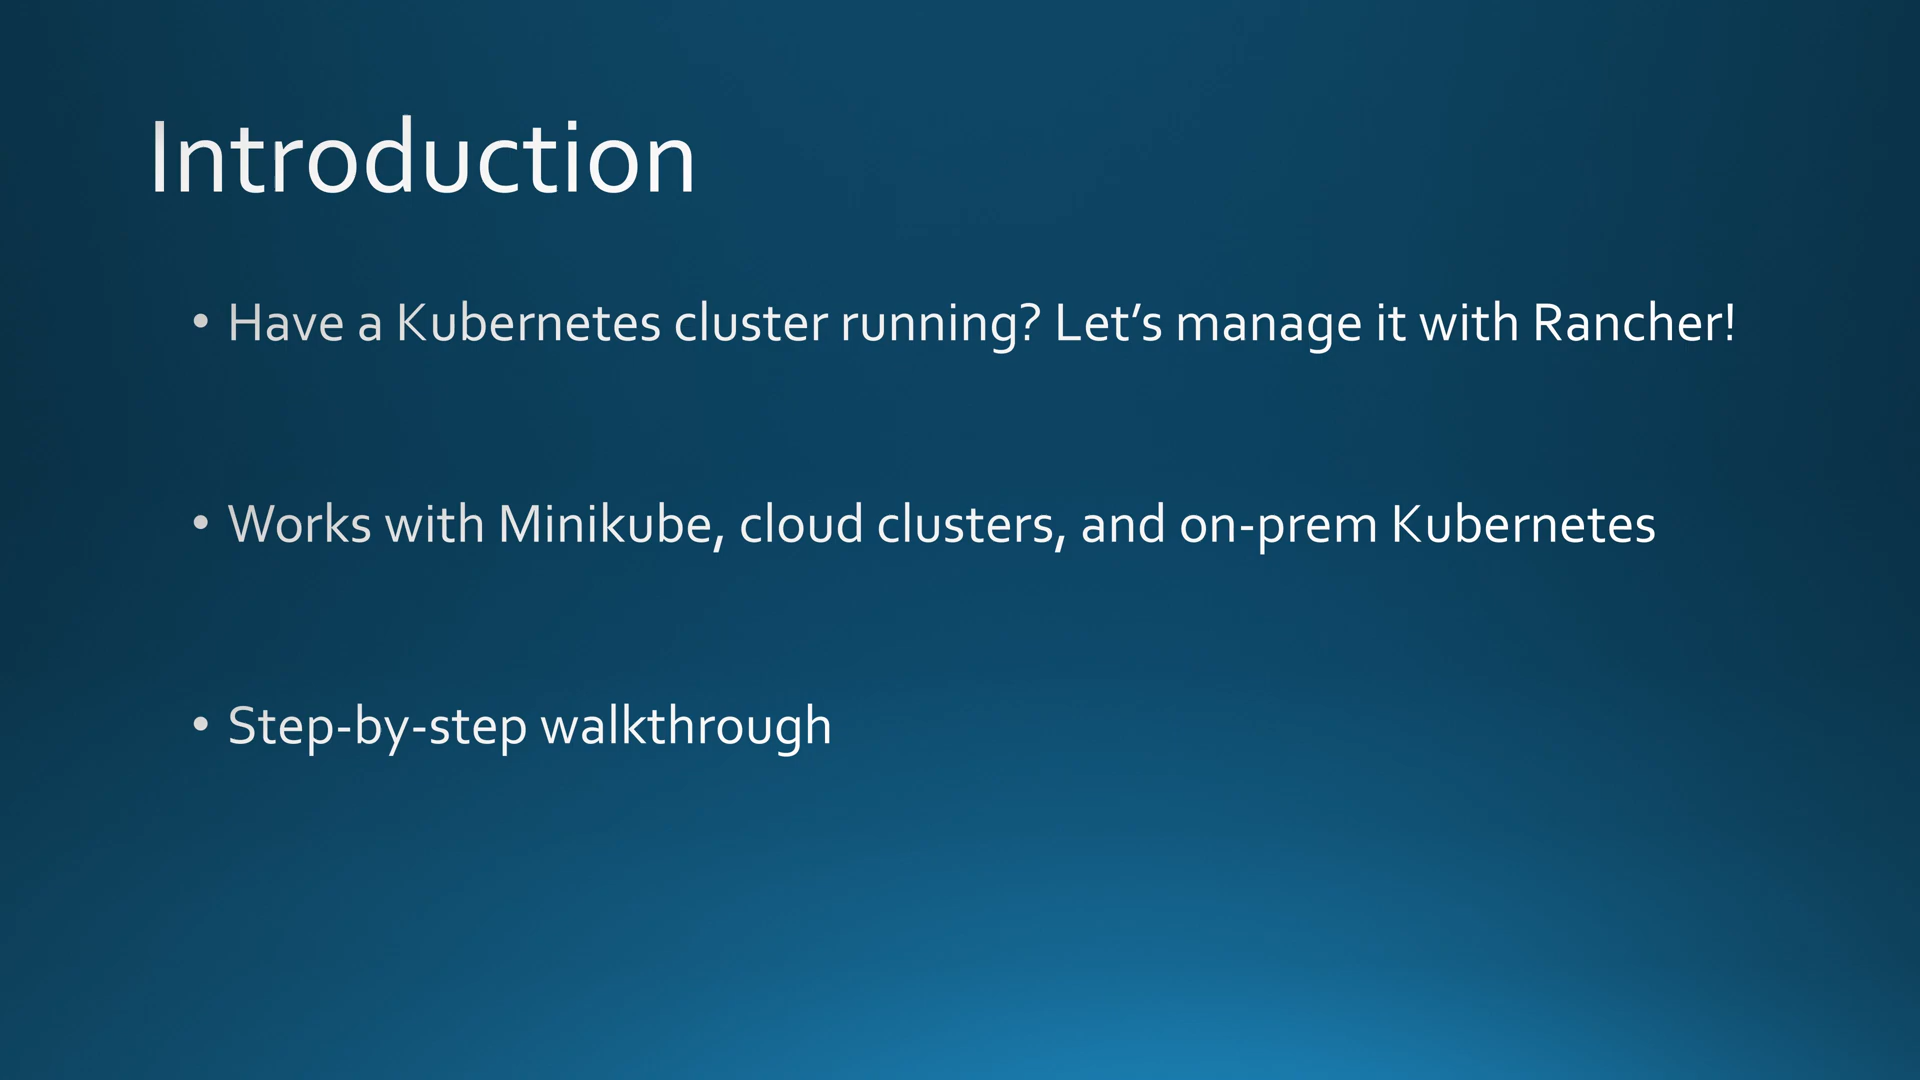 Introduction
• Have a Kubernetes cluster running? Let’s manage it with Rancher!
• Works with Minikube, cloud clusters, and on-prem Kubernetes
• Step-by-step walkthrough